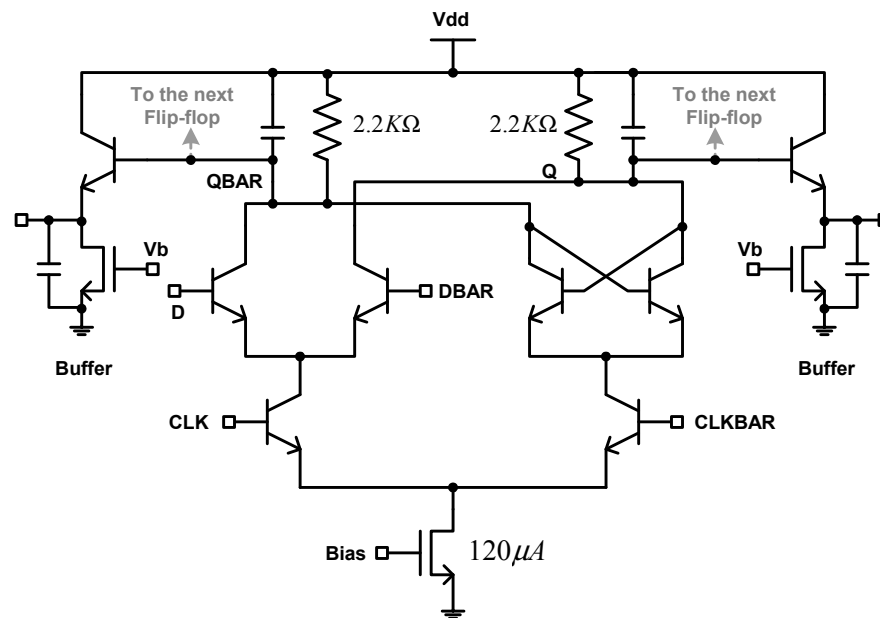 Vdd
To the next
Flip-flop
2.2KΩ
2.2KΩ
To the next
Flip-flop
QBAR
Q
Vb
Vb
D
DBAR
Buffer
Buffer
CLK
CLKBAR
Bias
120μA